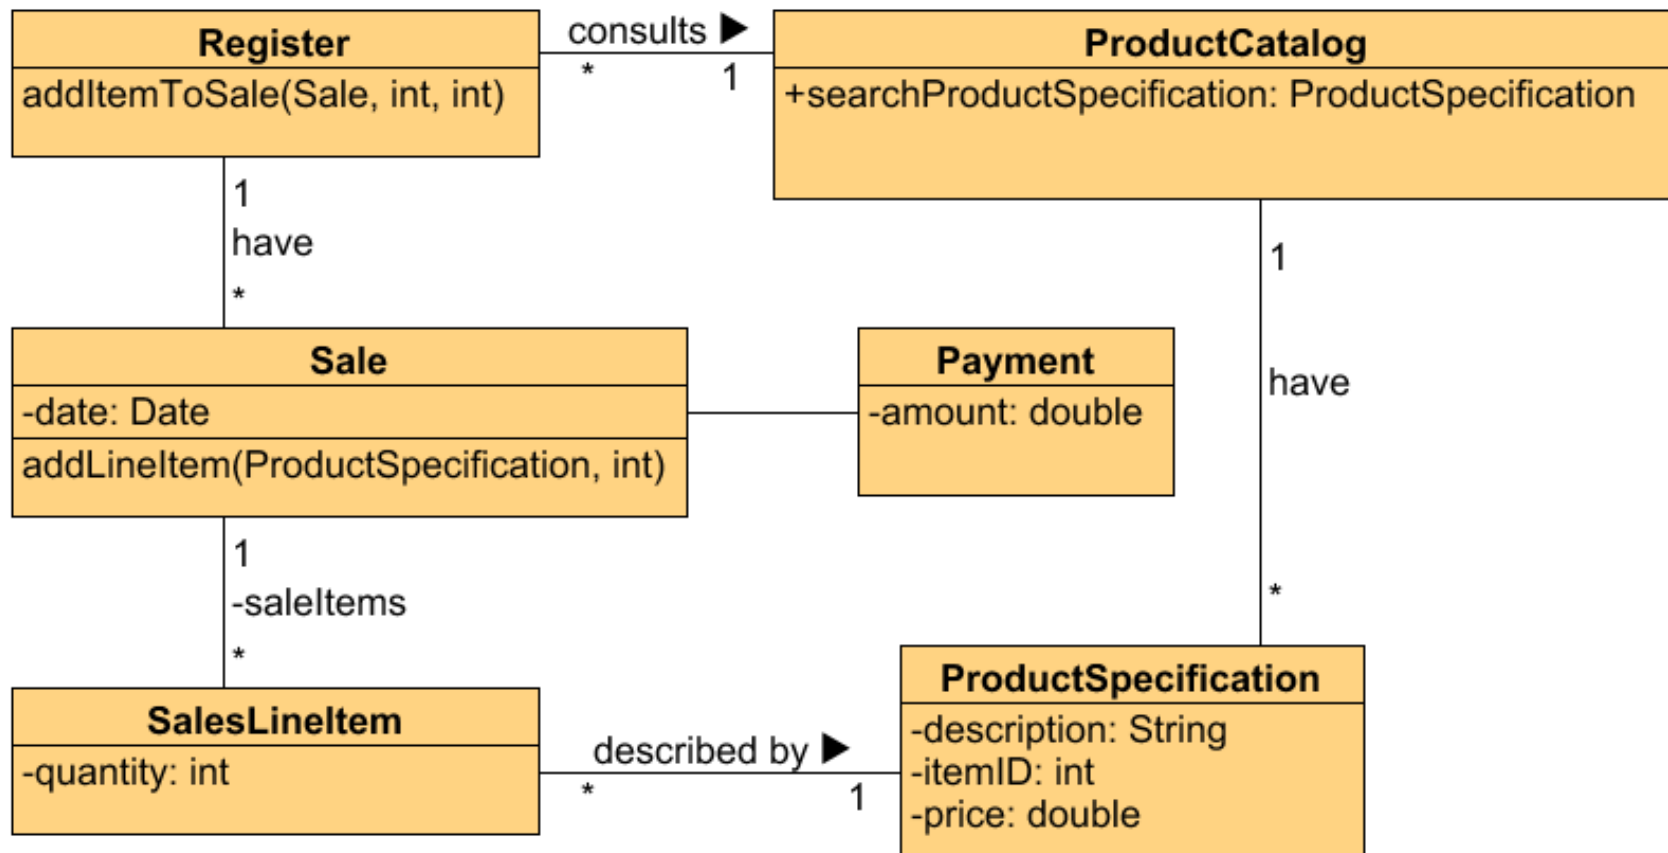 Register
addItemToSale(Sale, int, int)
consults ▶
*
1
ProductCatalog
+searchProductSpecification: ProductSpecification
1
have
*
1
have
*
Sale
-date: Date
addLineItem(ProductSpecification, int)
Payment
-amount: double
1
-saleItems
*
SalesLineItem
-quantity: int
described by ▶
*
1
ProductSpecification
-description: String
-itemID: int
-price: double